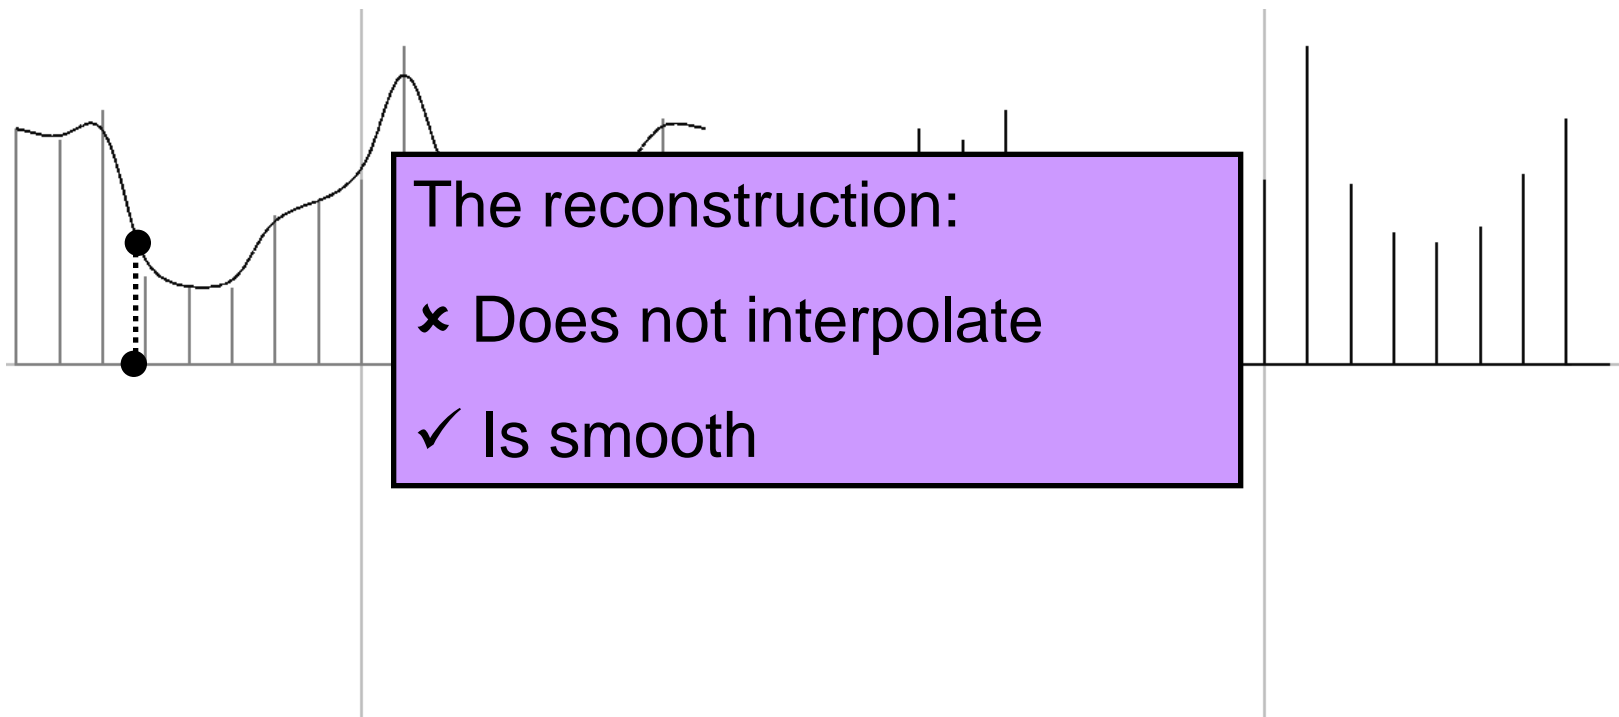 The reconstruction:
✘ Does not interpolate
✓ Is smooth